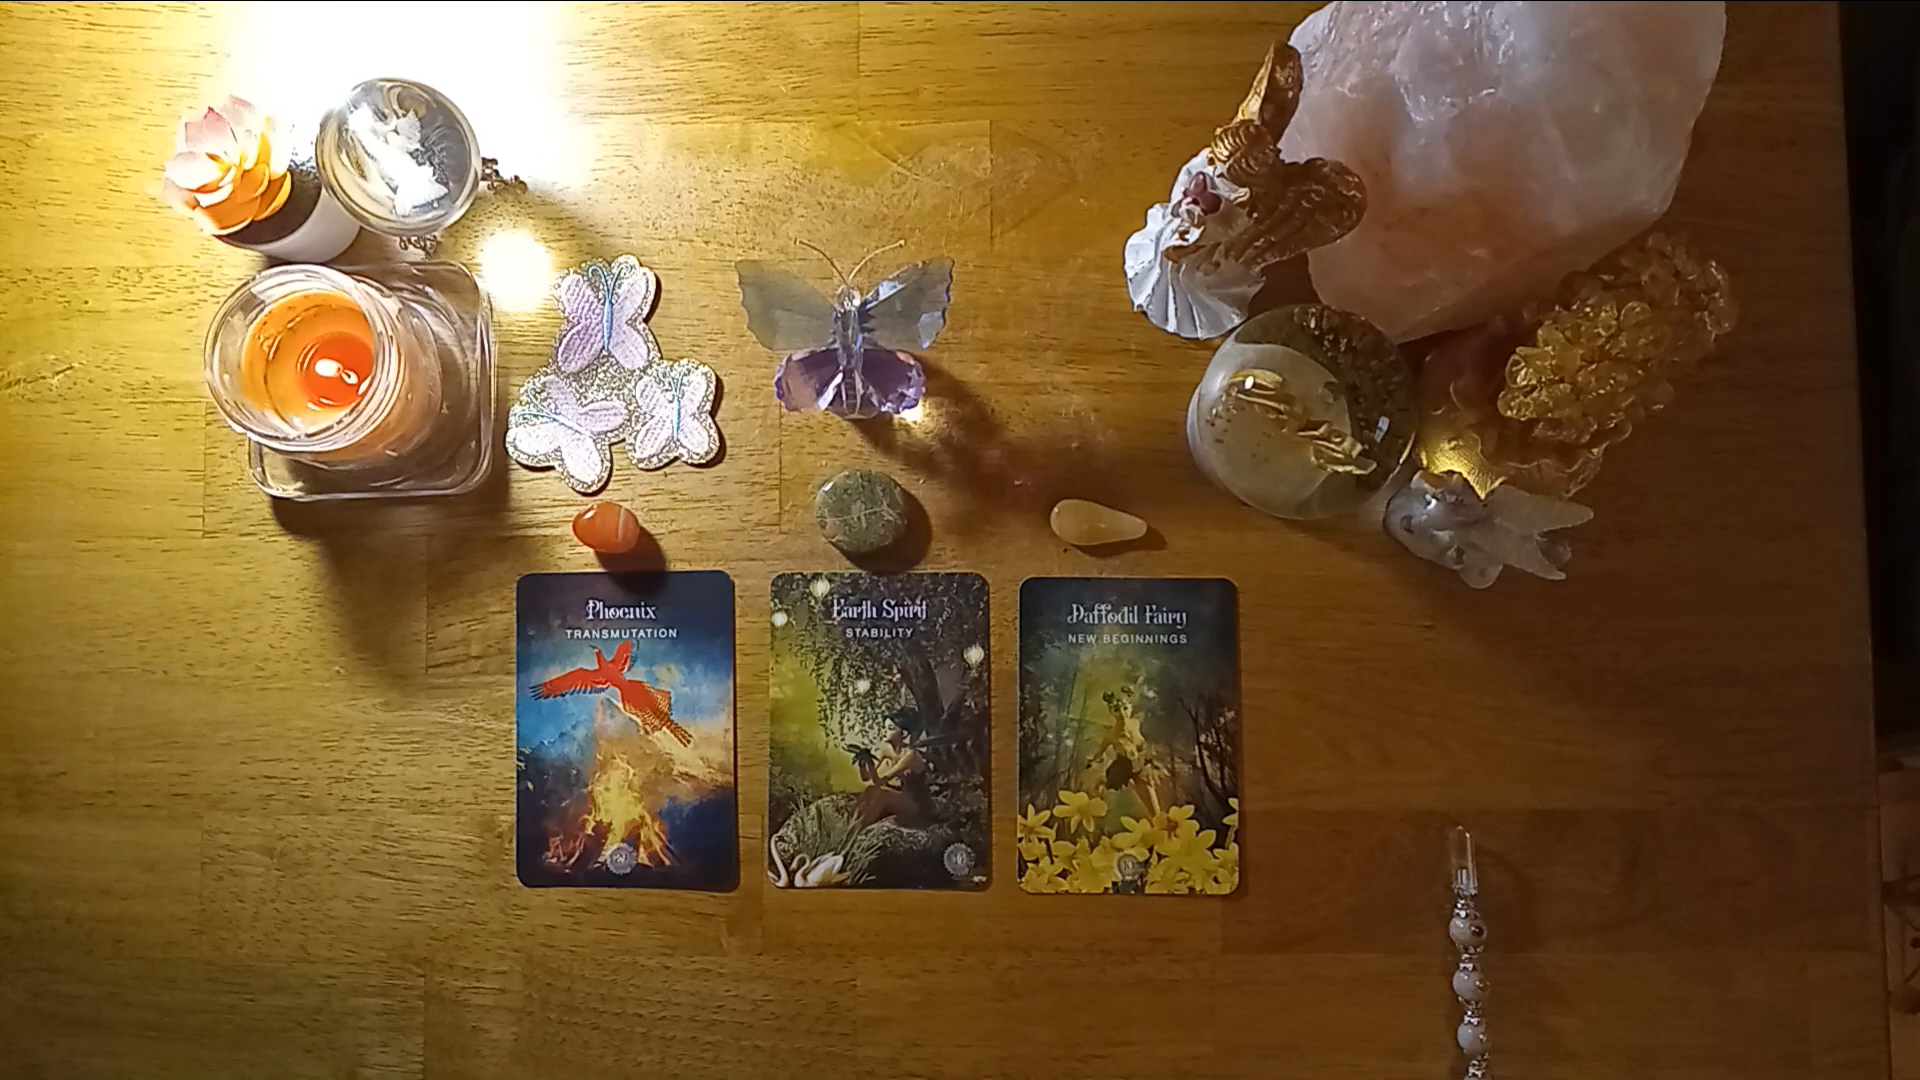 Phoenix
TRANSMUTATION
Earth Spirit
STABILITY
Daffodil Fairy
NEW BEGINNINGS